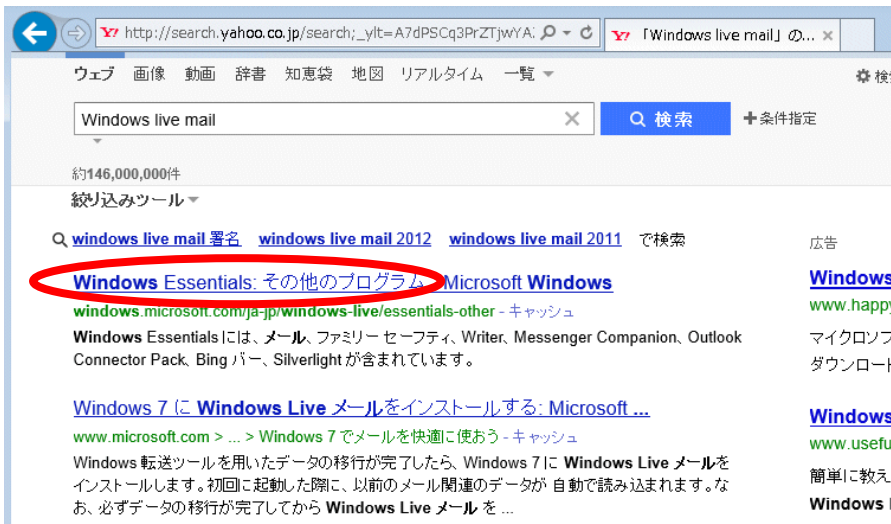 http://search.yahoo.co.jp/search;_ylt=A7dPSCq3PrZTjwYA
「Windows live mail」の...
ウェブ 画像 動画 辞書 知恵袋 地図 リアルタイム 一覧
Windows live mail
検索
条件指定
約146,000,000件
絞り込みツール
windows live mail 署名 windows live mail 2012 windows live mail 2011 で検索
広告
Windows Essentials: その他のプログラム - Microsoft Windows
windows.microsoft.com/ja-jp/windows-live/essentials-other - キャッシュ
Windows Essentials には、メール、ファミリー セーフティ、Writer、Messenger Companion、Outlook
Connector Pack、Bing バー、Silverlight が含まれています。
Windows 7 に Windows Live メールをインストールする: Microsoft ...
www.microsoft.com > ... > Windows 7 でメールを快適に使おう - キャッシュ
Windows 転送ツールを用いたデータの移行が完了したら、Windows 7 に Windows Live メールを
インストールします。初回に起動した際に、以前のメール関連のデータが 自動で読み込まれます。な
お、必ずデータの移行が完了してから Windows Live メール を ...
Windows
www.happy
マイクロソフ
ダウンロード
Windows
www.usefu
簡単に教え
Windows